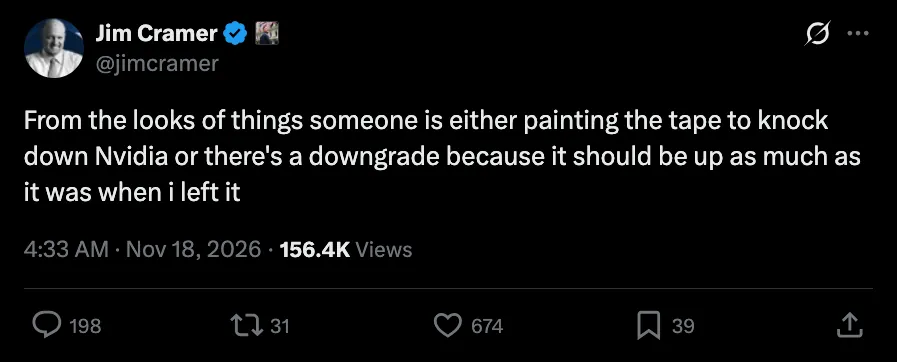 Jim Cramer
@jimcramer
From the looks of things someone is either painting the tape to knock
down Nvidia or there's a downgrade because it should be up as much as
it was when i left it
4:33 AM · Nov 18, 2026 · 156.4K Views
198 31 674 39